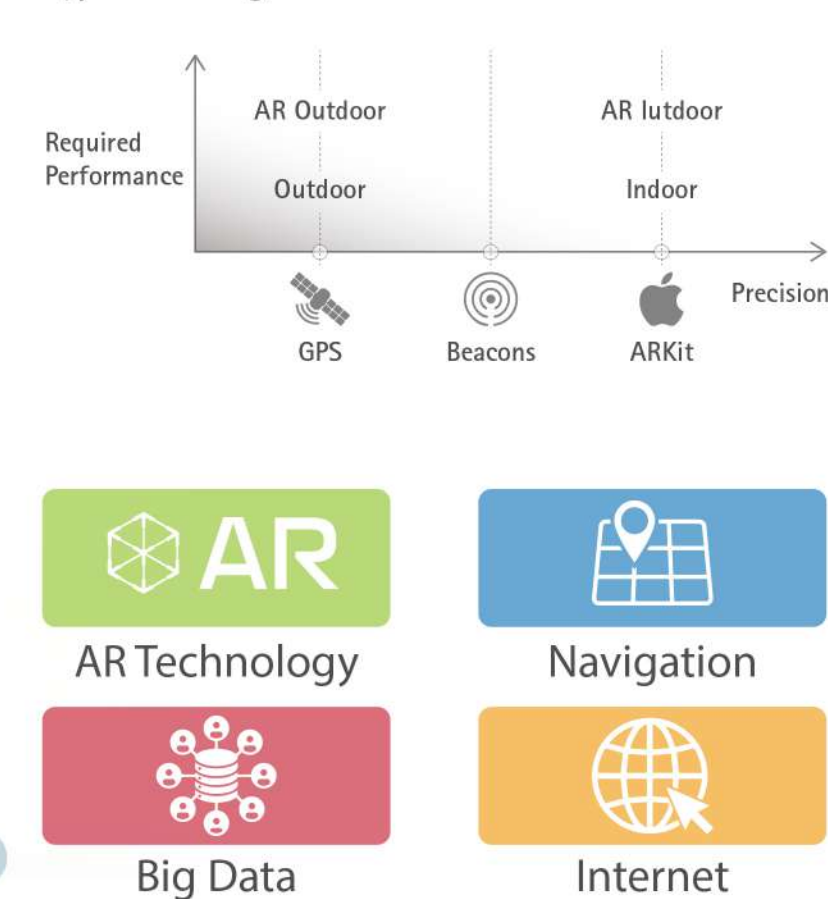 Required
Performance
AR Outdoor
AR Iutdoor
Outdoor
Indoor
Precision
GPS
Beacons
ARKit
AR
AR Technology
Navigation
Big Data
Internet